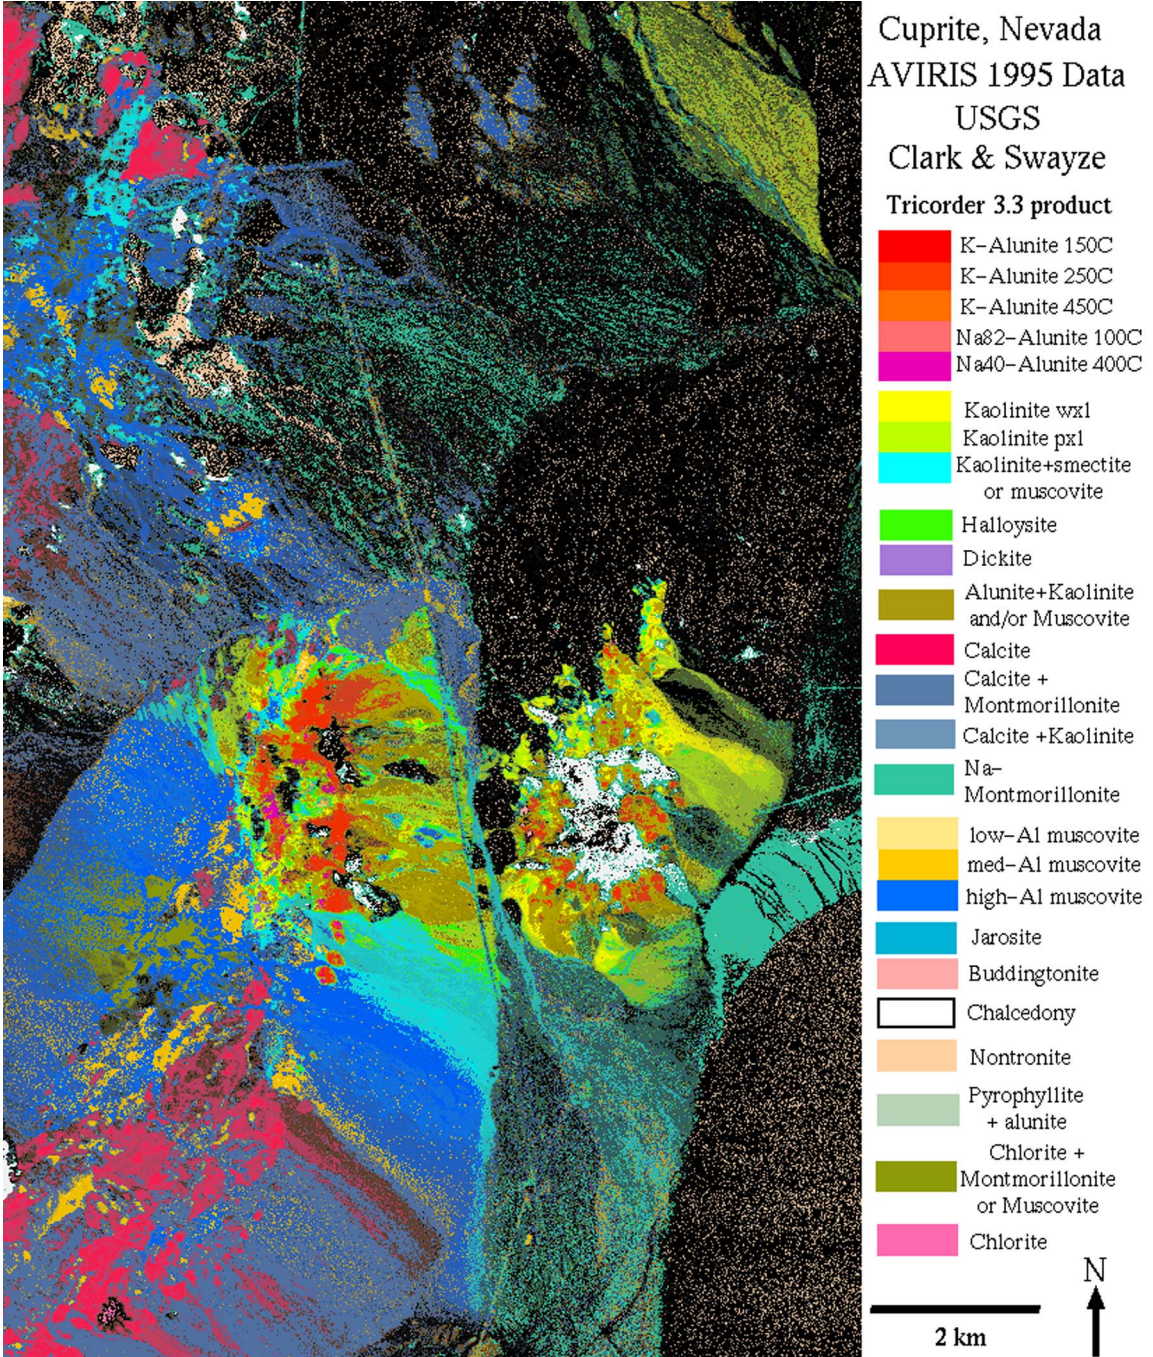 Cuprite, Nevada
AVIRIS 1995 Data
USGS
Clark & Swayze
Tricorder 3.3 product
K-Alunite 150C
K-Alunite 250C
K-Alunite 450C
Na82-Alunite 100C
Na40-Alunite 400C
Kaolinite wxl
Kaolinite pxl
Kaolinite+smectite
or muscovite
Halloysite
Dickite
Alunite+Kaolinite
and/or Muscovite
Calcite
Calcite +
Montmorillonite
Calcite +Kaolinite
Na-
Montmorillonite
low-Al muscovite
med-Al muscovite
high-Al muscovite
Jarosite
Buddingtonite
Chalcedony
Nontronite
Pyrophyllite
+ alunite
Chlorite +
Montmorillonite
or Muscovite
Chlorite
N
2 km